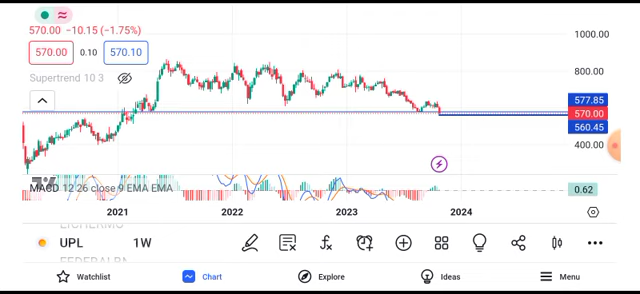 570.00 −10.15 (−1.75%)
1000.00
570.00 0.10 570.10
800.00
Supertrend 10 3
577.85
570.00
560.45
400.00
MACD 12 26 close 9 EMA EMA
0.62
2021 2022 2023 2024
UPL 1W
Watchlist Chart Explore Ideas Menu